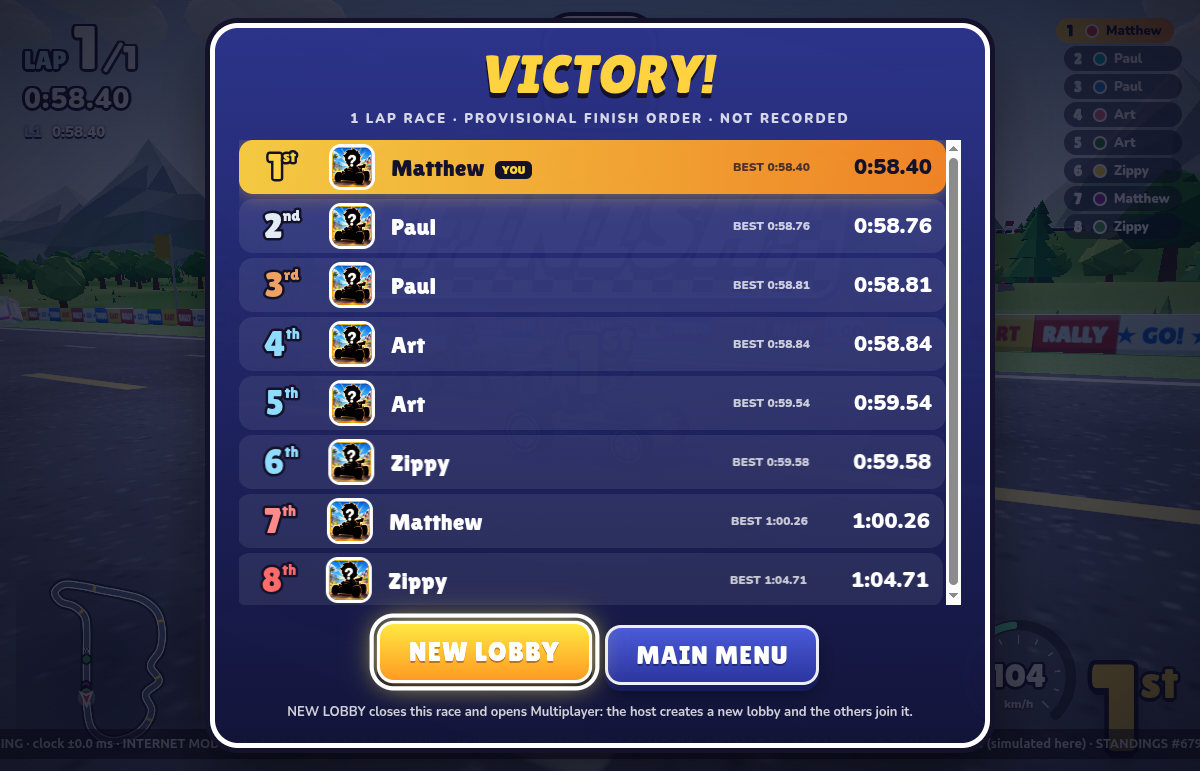 LAP 1/1
0:58.40
L1 0:58.40
1 Matthew
2 Paul
3 Paul
4 Art
5 Art
6 Zippy
7 Matthew
8 Zippy
VICTORY!
1 LAP RACE · PROVISIONAL FINISH ORDER · NOT RECORDED
1st Matthew YOU BEST 0:58.40 0:58.40
2nd Paul BEST 0:58.76 0:58.76
3rd Paul BEST 0:58.81 0:58.81
4th Art BEST 0:58.84 0:58.84
5th Art BEST 0:59.54 0:59.54
6th Zippy BEST 0:59.58 0:59.58
7th Matthew BEST 1:00.26 1:00.26
8th Zippy BEST 1:04.71 1:04.71
RT RALLY ★ GO!
NEW LOBBY MAIN MENU
NEW LOBBY closes this race and opens Multiplayer: the host creates a new lobby and the others join it.
104
km/h
1st
ING · clock ±0.0 ms · INTERNET MOD
(simulated here) · STANDINGS #679